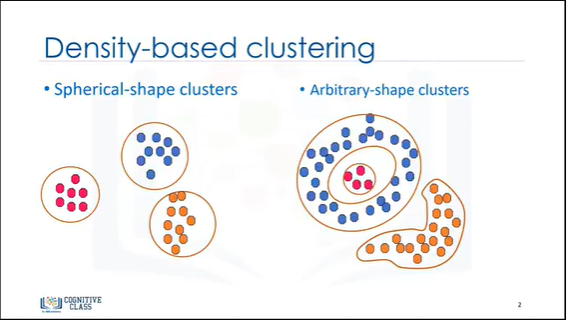 Density-based clustering
• Spherical-shape clusters
• Arbitrary-shape clusters
COGNITIVE
CLASS
2